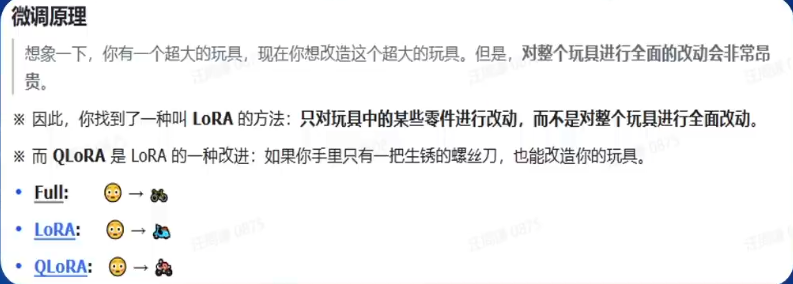 微调原理
想象一下，你有一个超大的玩具，现在你想改造这个超大的玩具。但是，对整个玩具进行全面的改动会非常昂
贵。
※ 因此，你找到了一种叫 LoRA 的方法：只对玩具中的某些零件进行改动，而不是对整个玩具进行全面改动。
※ 而 QLoRA 是 LoRA 的一种改进：如果你手里只有一把生锈的螺丝刀，也能改造你的玩具。
• Full: 😳 → 🚲
• LoRA: 😳 → 🛵
• QLoRA: 😳 → 🏍